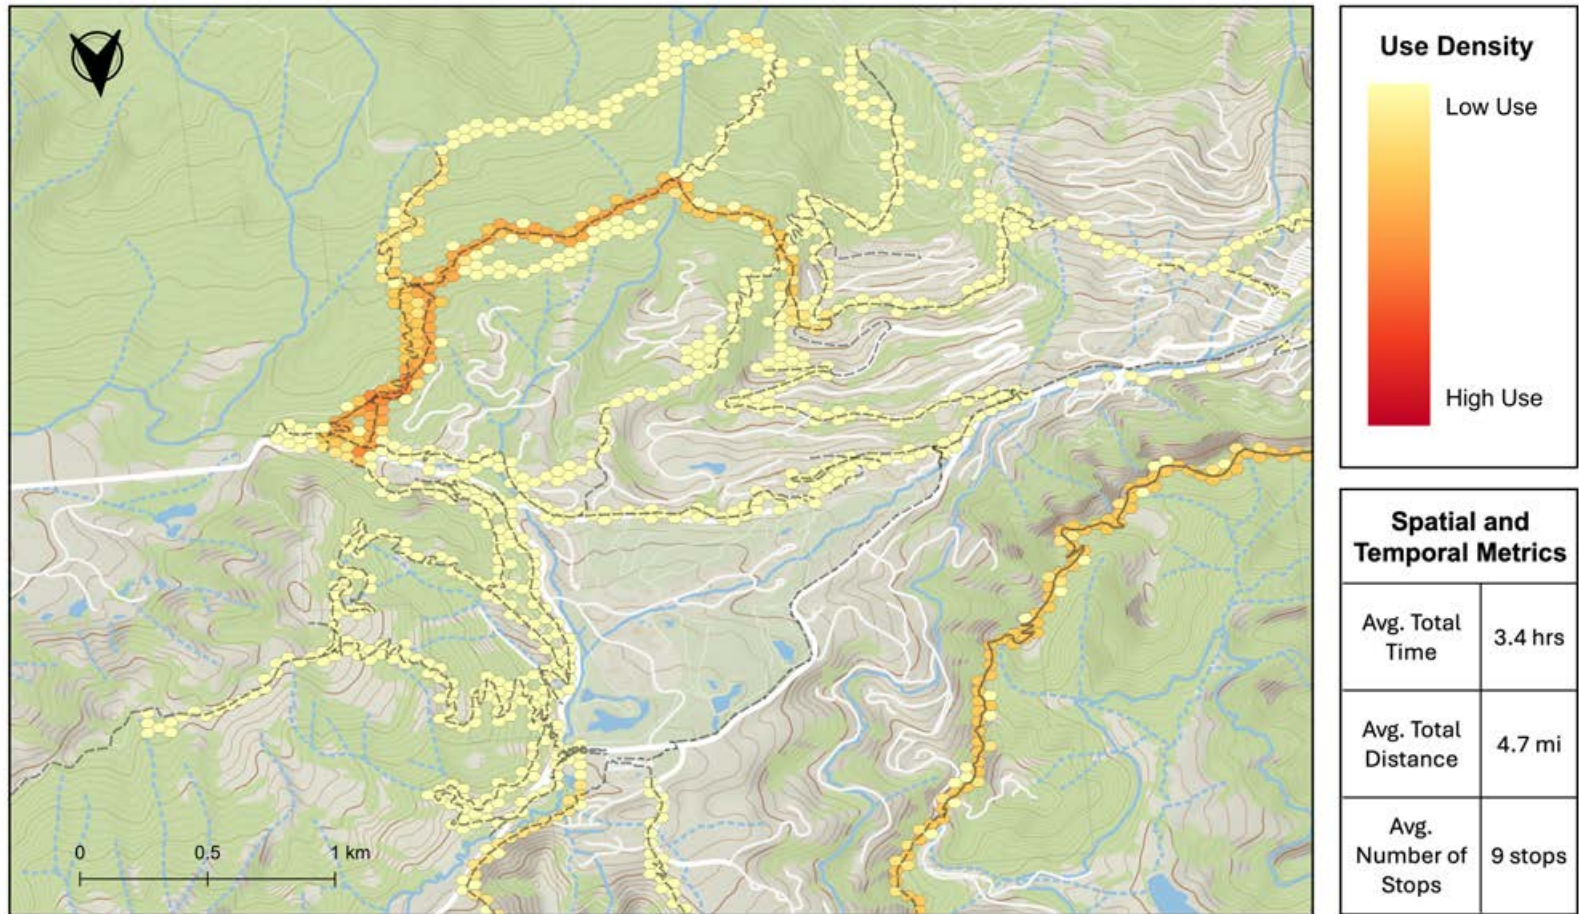 0 0.5 1 km
Use Density
Low Use
High Use
Spatial and
Temporal Metrics
Avg. Total
Time
3.4 hrs
Avg. Total
Distance
4.7 mi
Avg.
Number of
Stops
9 stops